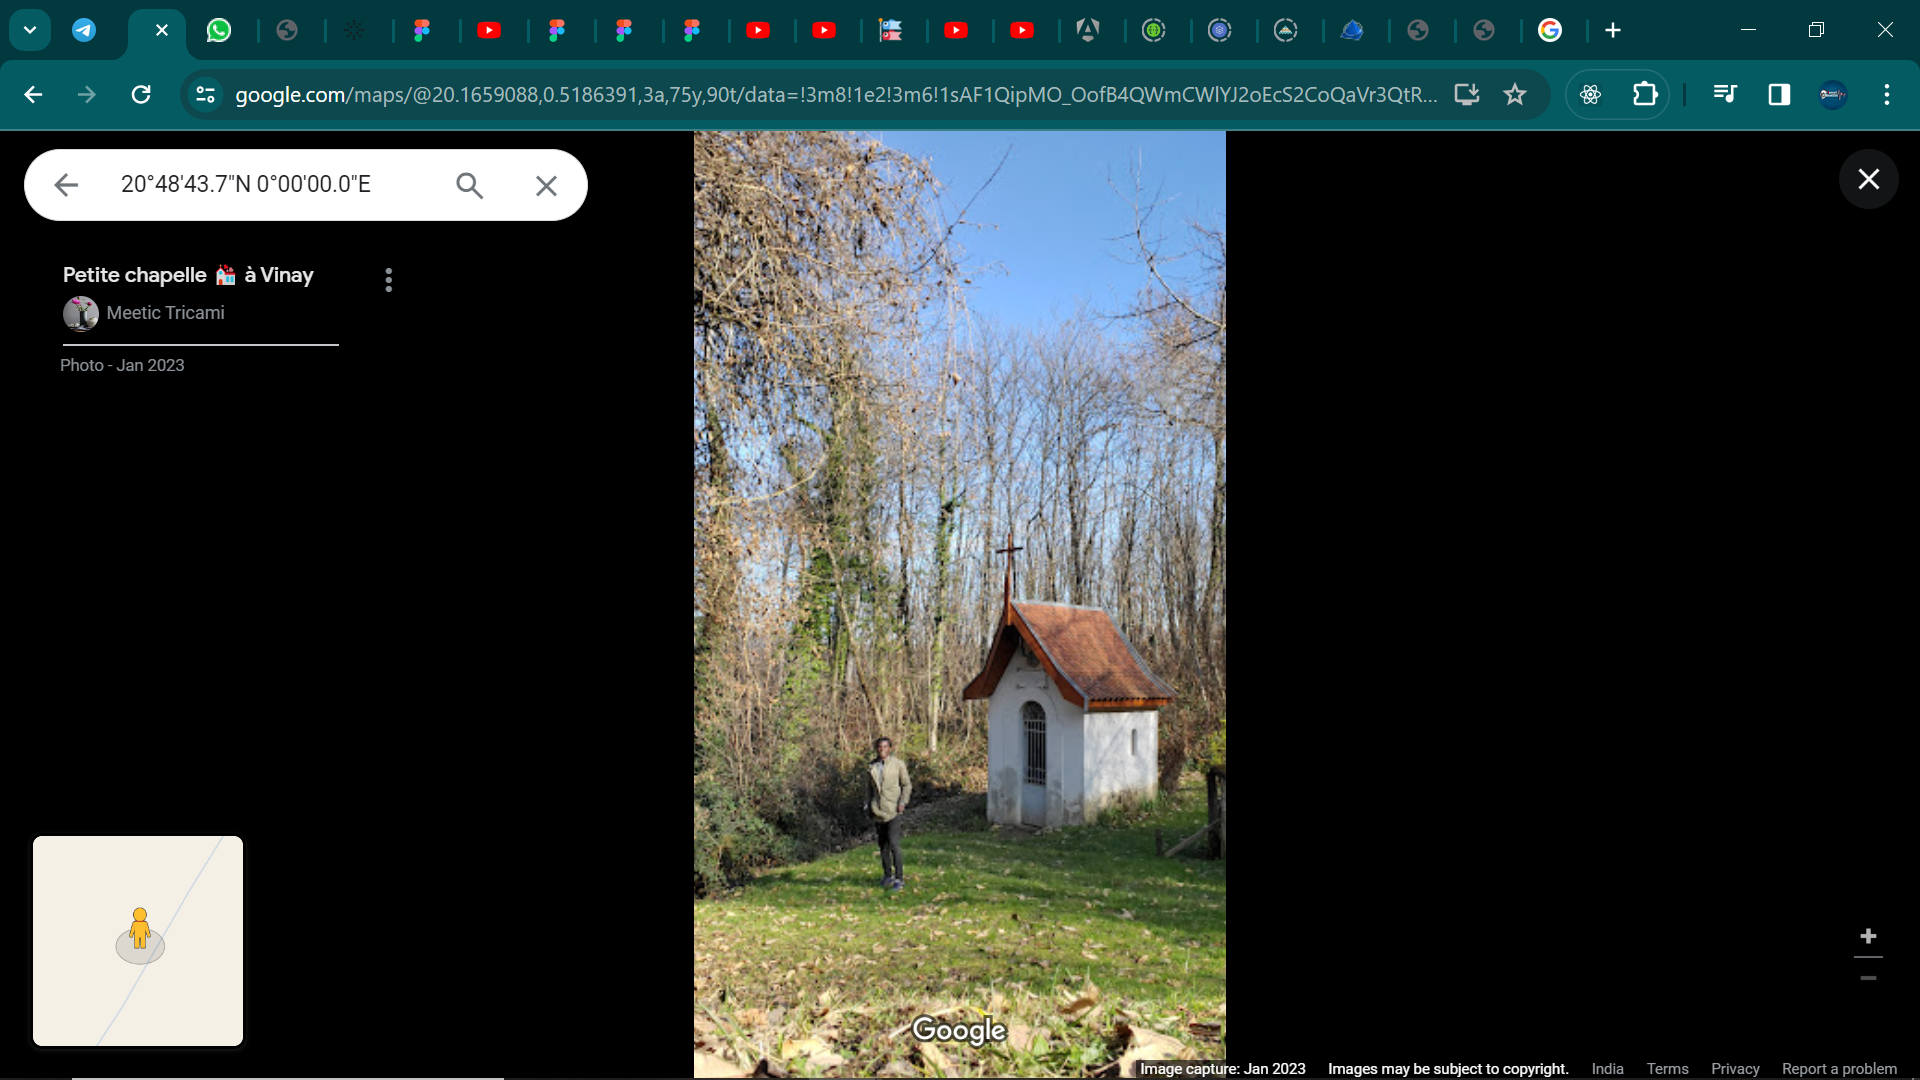 google.com/maps/@20.1659088,0.5186391,3a,75y,90t/data=!3m8!1e2!3m6!1sAF1QipMO_OofB4QWmCWlYJ2oEcS2CoQaVr3QtR...
20°48'43.7"N 0°00'00.0"E
Petite chapelle 💒 à Vinay
Meetic Tricami
Photo - Jan 2023
Google
Image capture: Jan 2023 Images may be subject to copyright. India Terms Privacy Report a problem